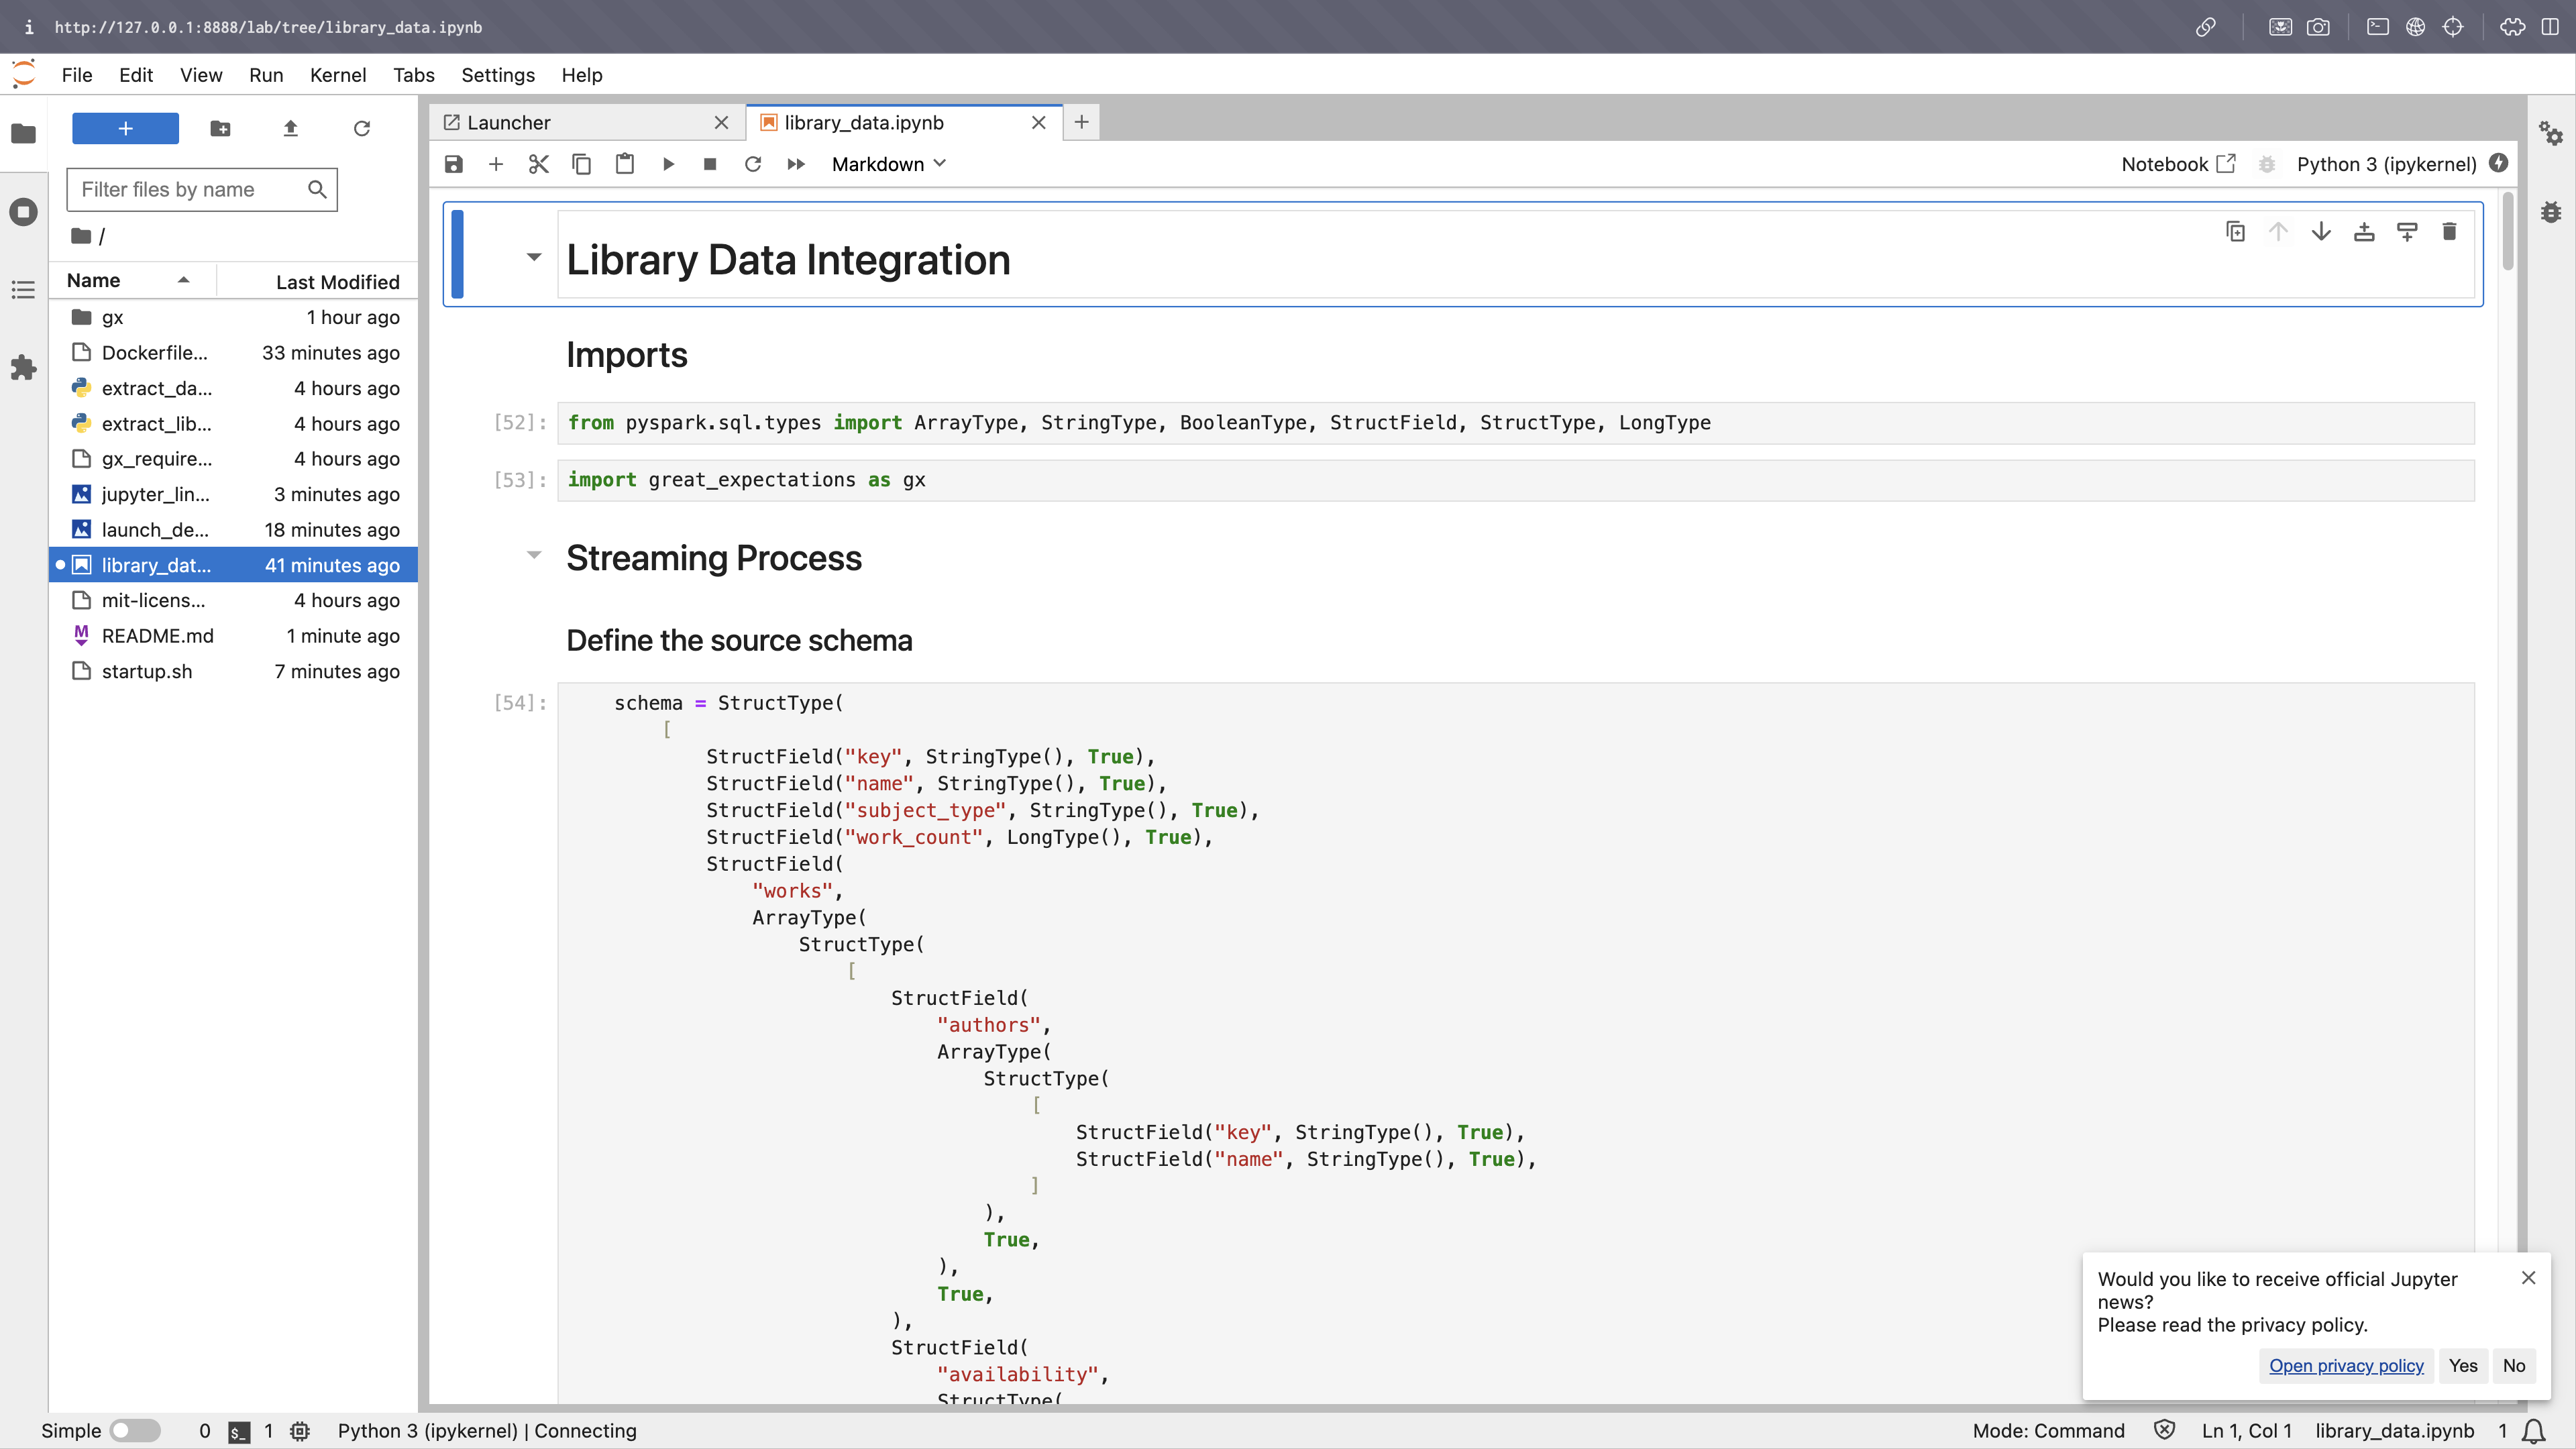 http://127.0.0.1:8888/lab/tree/library_data.ipynb
File Edit View Run Kernel Tabs Settings Help
Launcher
library_data.ipynb
Markdown
Notebook
Python 3 (ipykernel)
Filter files by name
/
Name Last Modified
gx 1 hour ago
Dockerfile... 33 minutes ago
extract_da... 4 hours ago
extract_lib... 4 hours ago
gx_require... 4 hours ago
jupyter_lin... 3 minutes ago
launch_de... 18 minutes ago
library_dat... 41 minutes ago
mit-licens... 4 hours ago
README.md 1 minute ago
startup.sh 7 minutes ago
Library Data Integration
Imports
[52]: from pyspark.sql.types import ArrayType, StringType, BooleanType, StructField, StructType, LongType
[53]: import great_expectations as gx
Streaming Process
Define the source schema
[54]: schema = StructType(
[
StructField("key", StringType(), True),
StructField("name", StringType(), True),
StructField("subject_type", StringType(), True),
StructField("work_count", LongType(), True),
StructField(
"works",
ArrayType(
StructType(
[
StructField(
"authors",
ArrayType(
StructType(
[
StructField("key", StringType(), True),
StructField("name", StringType(), True),
]
),
True,
),
True,
),
StructField(
"availability",
StructType(
Would you like to receive official Jupyter
news?
Please read the privacy policy.
Open privacy policy Yes No
Simple 0 $_ 1 Python 3 (ipykernel) | Connecting
Mode: Command Ln 1, Col 1 library_data.ipynb 1